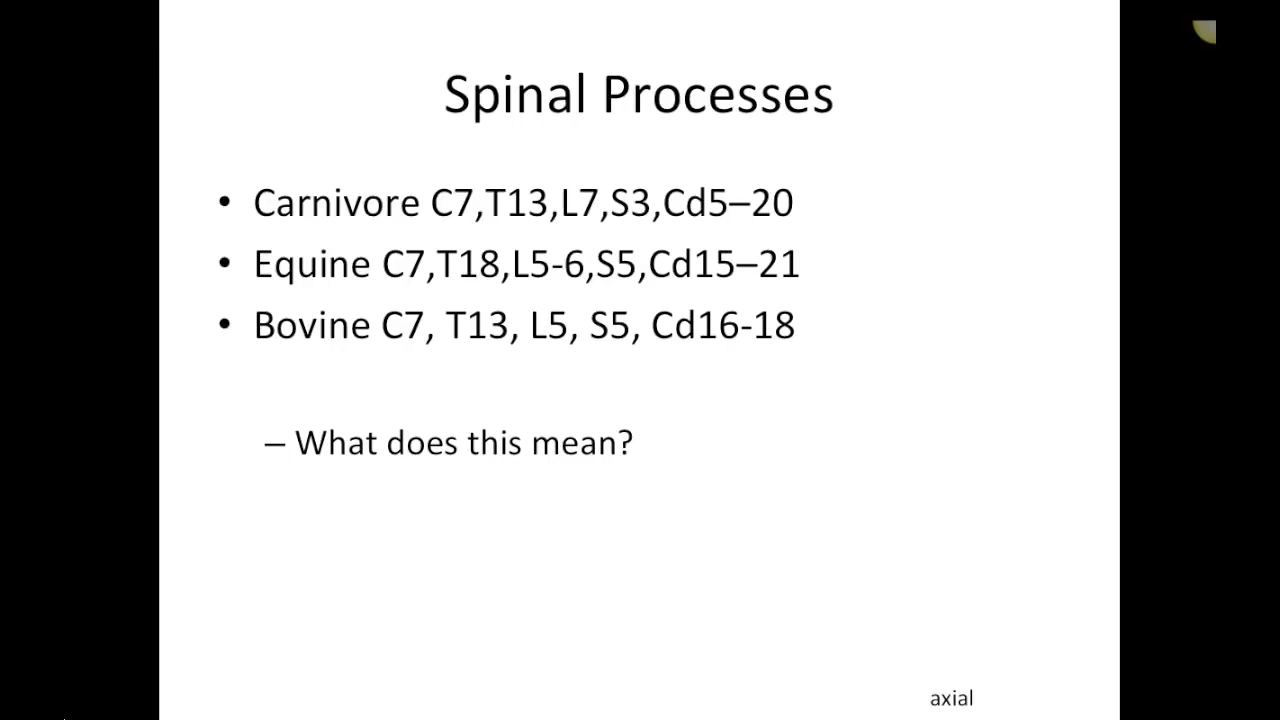 Spinal Processes
• Carnivore C7,T13,L7,S3,Cd5–20
• Equine C7,T18,L5-6,S5,Cd15–21
• Bovine C7, T13, L5, S5, Cd16-18
– What does this mean?
axial